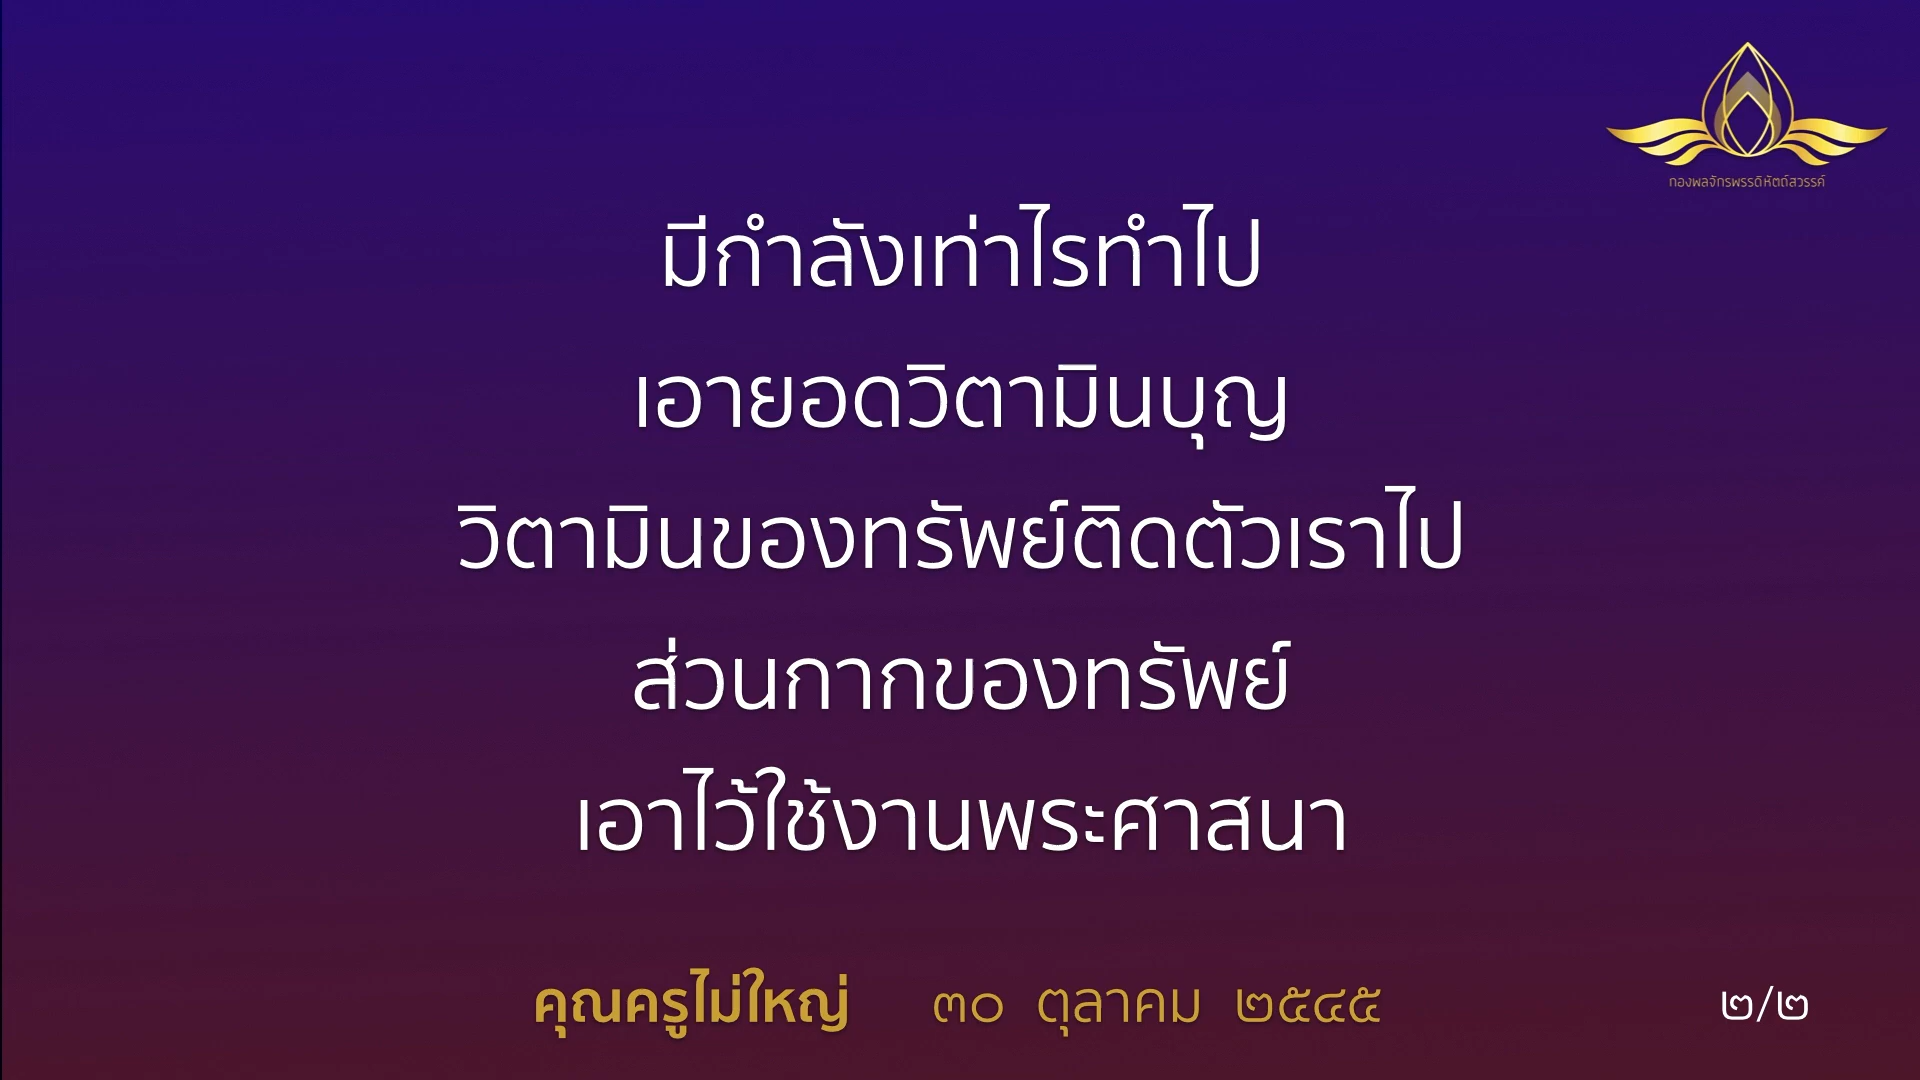 กองพลจักรพรรดิหัตถ์สวรรค์
มีกำลังเท่าไรทำไป
เอายอดวิตามินบุญ
วิตามินของทรัพย์ติดตัวเราไป
ส่วนกากของทรัพย์
เอาไว้ใช้งานพระศาสนา
คุณครูไม่ใหญ่ ๓๐ ตุลาคม ๒๕๔๕
๒/๒